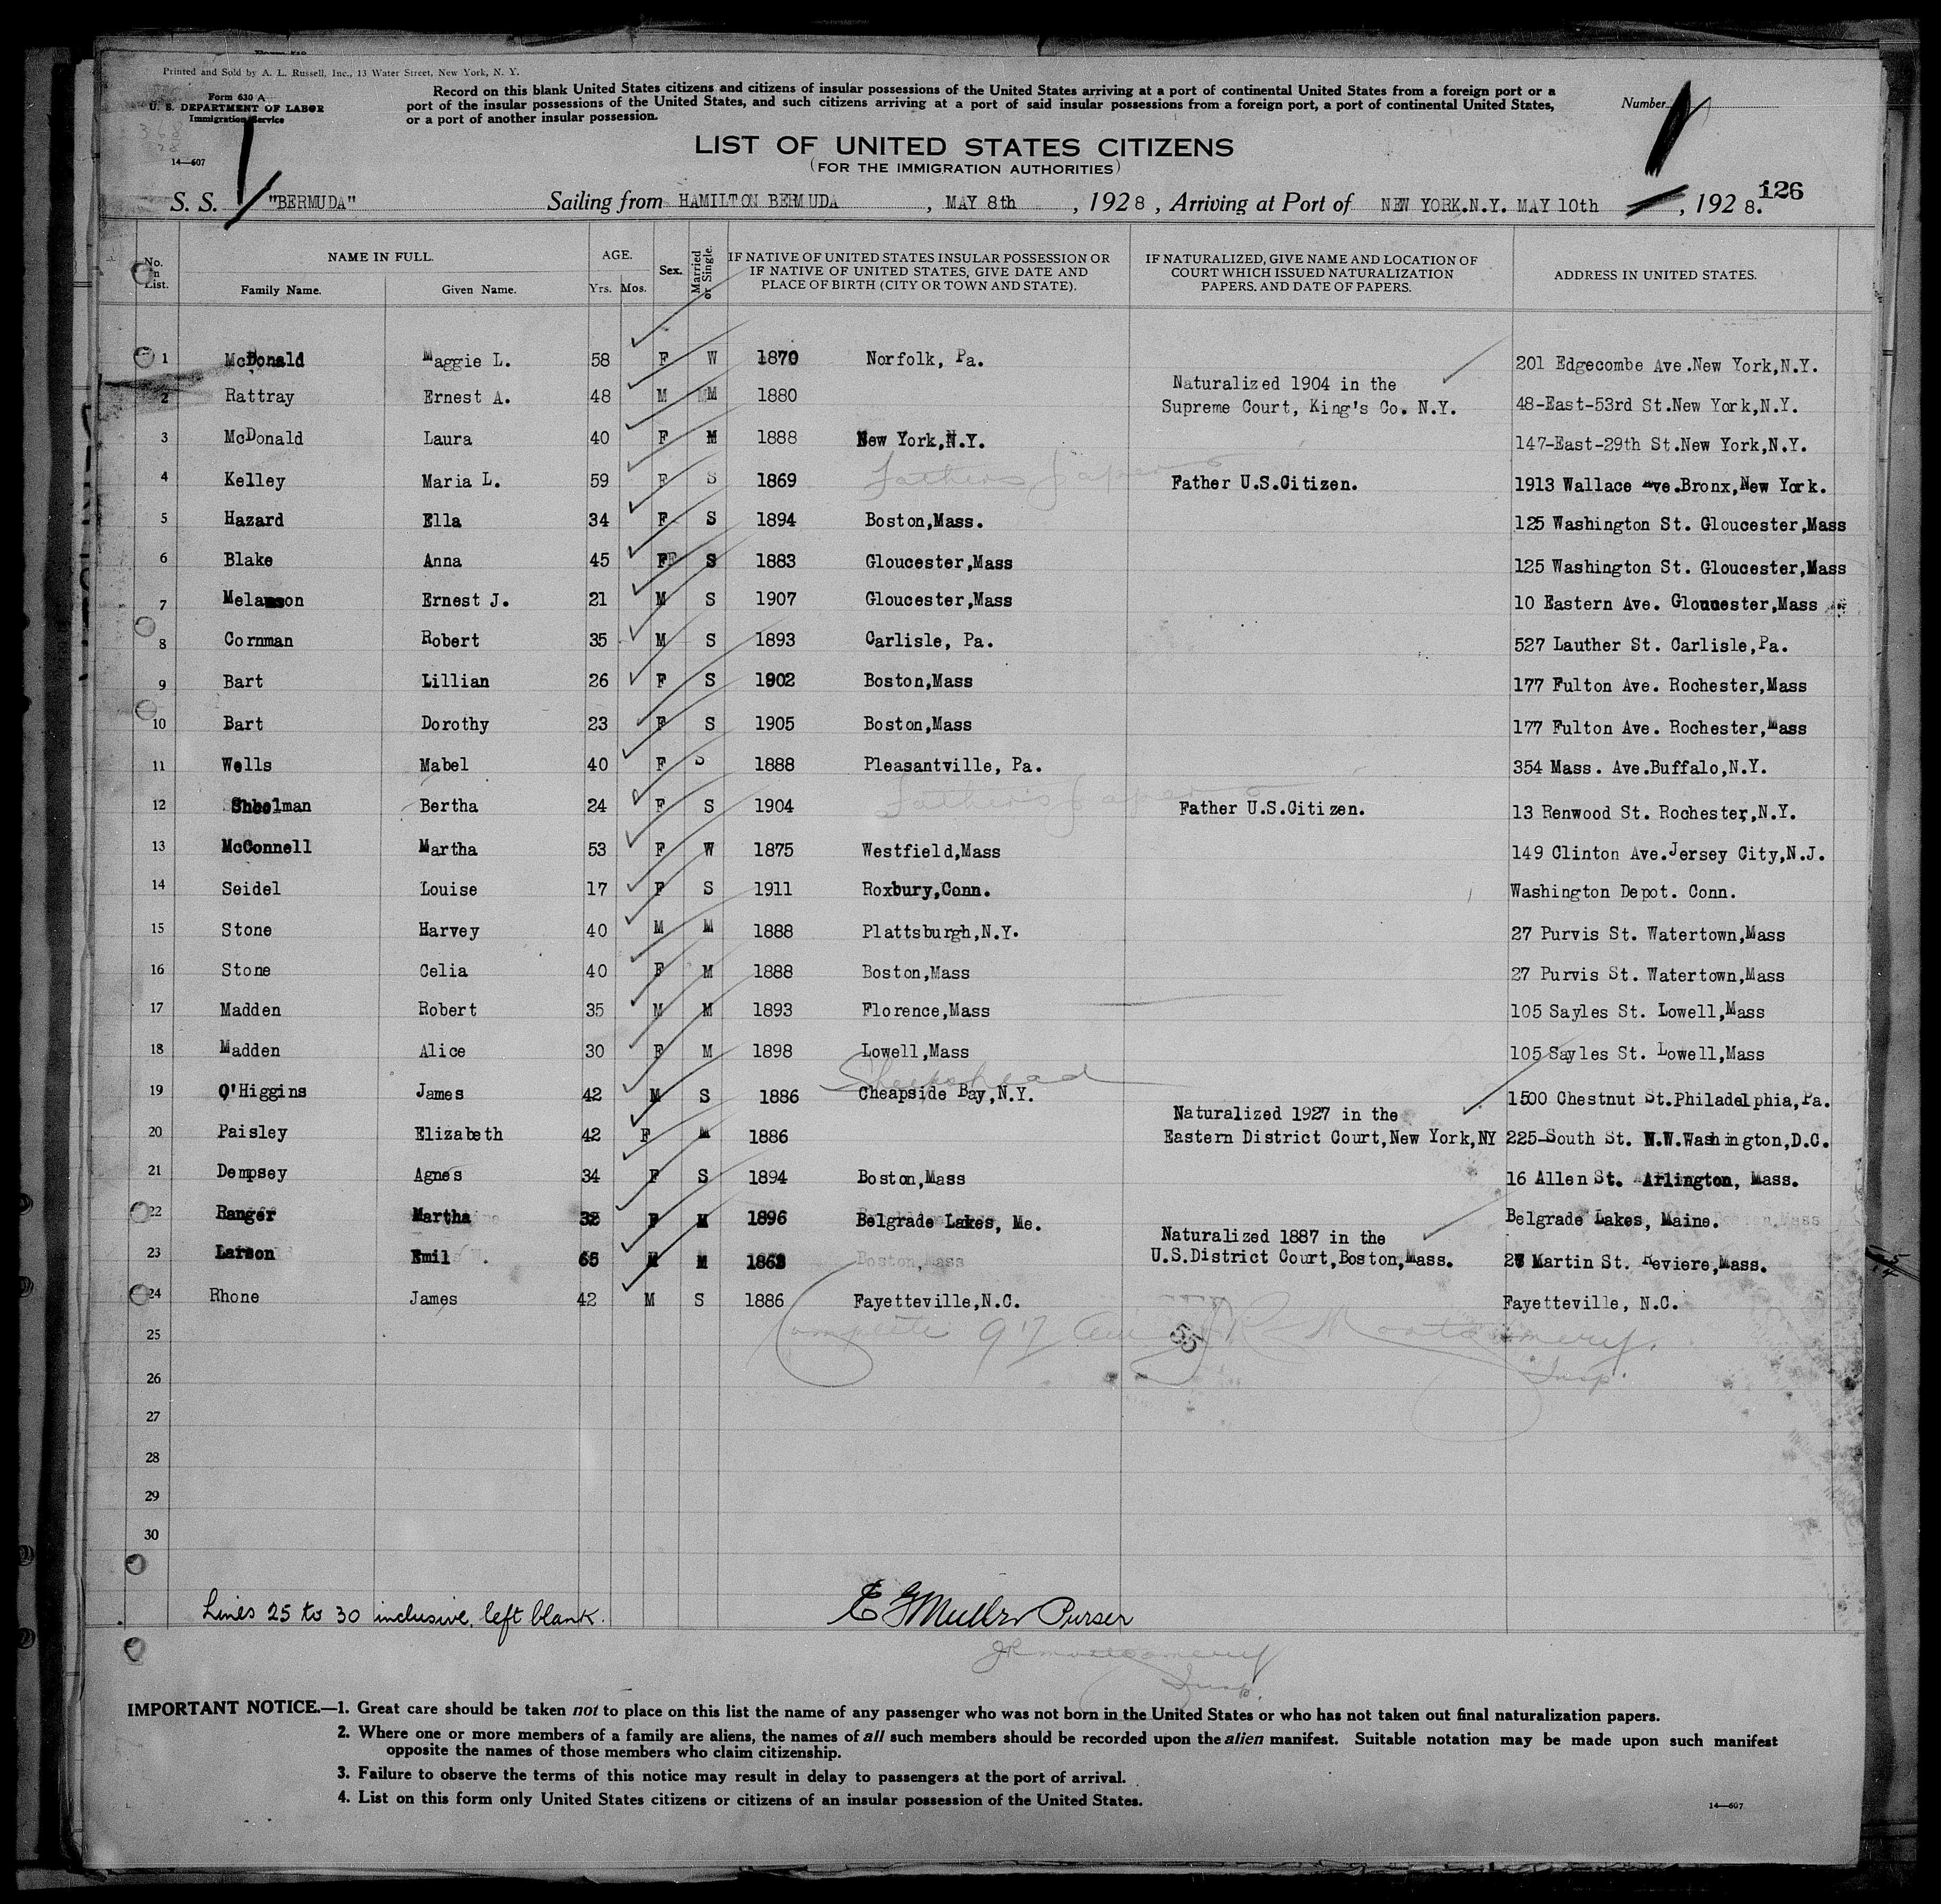 Printed and Sold by A. L. Russell, Inc., 13 Water Street, New York, N. Y.
Form 630 A
U. S. DEPARTMENT OF LABOR
Immigration Service
14—607
Record on this blank United States citizens and citizens of insular possessions of the United States arriving at a port of continental United States from a foreign port or a
port of the insular possessions of the United States, and such citizens arriving at a port of said insular possessions from a foreign port, a port of continental United States,
or a port of another insular possession.
Number
LIST OF UNITED STATES CITIZENS
(FOR THE IMMIGRATION AUTHORITIES)
126
S. S. "BERMUDA" Sailing from HAMILTON BERMUDA, MAY 8th, 1928, Arriving at Port of NEW YORK.N.Y. MAY 10th, 1928.
No. in List. NAME IN FULL. AGE. Sex. Married or Single. IF NATIVE OF UNITED STATES INSULAR POSSESSION OR IF NATIVE OF UNITED STATES, GIVE DATE AND PLACE OF BIRTH (CITY OR TOWN AND STATE). IF NATURALIZED, GIVE NAME AND LOCATION OF COURT WHICH ISSUED NATURALIZATION PAPERS, AND DATE OF PAPERS. ADDRESS IN UNITED STATES.
Family Name. Given Name. Yrs. Mos.
1 McDonald Maggie L. 58 F W 1870 Norfolk, Pa. 201 Edgecombe Ave.New York,N.Y.
2 Rattray Ernest A. 48 M M 1880 Naturalized 1904 in the Supreme Court, King's Co. N.Y. 48-East-53rd St.New York,N.Y.
3 McDonald Laura 40 F M 1888 New York,N.Y. 147-East-29th St.New York,N.Y.
4 Kelley Maria L. 59 F S 1869 Fathers papers Father U.S.Citizen. 1913 Wallace Ave.Bronx,New York.
5 Hazard Ella 34 F S 1894 Boston,Mass. 125 Washington St. Gloucester,Mass
6 Blake Anna 45 F S 1883 Gloucester,Mass 125 Washington St. Gloucester,Mass
7 Melanson Ernest J. 21 M S 1907 Gloucester,Mass 10 Eastern Ave. Gloucester,Mass
8 Cornman Robert 35 M S 1893 Carlisle, Pa. 527 Lauther St. Carlisle,Pa.
9 Bart Lillian 26 F S 1902 Boston,Mass 177 Fulton Ave. Rochester,Mass
10 Bart Dorothy 23 F S 1905 Boston,Mass 177 Fulton Ave. Rochester,Mass
11 Wells Mabel 40 F S 1888 Pleasantville, Pa. 354 Mass. Ave.Buffalo,N.Y.
12 Bertha 24 F S 1904 Father's papers Father U.S.Citizen. 13 Renwood St. Rochester,N.Y.
13 McConnell Martha 53 F W 1875 Westfield,Mass 149 Clinton Ave.Jersey City,N.J.
14 Seidel Louise 17 F S 1911 Roxbury,Conn. Washington Depot. Conn.
15 Stone Harvey 40 M M 1888 Plattsburgh,N.Y. 27 Purvis St. Watertown,Mass
16 Stone Celia 40 F M 1888 Boston,Mass 27 Purvis St. Watertown,Mass
17 Madden Robert 35 M M 1893 Florence,Mass 105 Sayles St. Lowell,Mass
18 Madden Alice 30 F M 1898 Lowell,Mass 105 Sayles St. Lowell,Mass
Sheepshead
19 O'Higgins James 42 M S 1886 Cheapside Bay,N.Y. 1500 Chestnut St.Philadelphia,Pa.
20 Paisley Elizabeth 42 F M 1886 Naturalized 1927 in the Eastern District Court,New York,NY 225-South St. N.W.Washington,D.C.
21 Dempsey Agnes 34 F S 1894 Boston,Mass 16 Allen St. Arlington, Mass.
22 Ranger Martha 32 F M 1896 Belgrade Lakes, Me. Belgrade Lakes, Maine.
23 Larson Emil 65 M M Boston,Mass Naturalized 1887 in the U.S.District Court,Boston,Mass. Martin St. Reviere,Mass.
24 Rhone James 42 M S 1886 Fayetteville,N.C. Fayetteville, N.C.
25 Complete 917 JR Montgomery.
55
26 Insp.
27
28
29
30
Lines 25 to 30 inclusive, left blank. E G Muller Purser
JR Montgomery
Insp.
IMPORTANT NOTICE.—1. Great care should be taken not to place on this list the name of any passenger who was not born in the United States or who has not taken out final naturalization papers.
2. Where one or more members of a family are aliens, the names of all such members should be recorded upon the alien manifest. Suitable notation may be made upon such manifest
opposite the names of those members who claim citizenship.
3. Failure to observe the terms of this notice may result in delay to passengers at the port of arrival.
4. List on this form only United States citizens or citizens of an insular possession of the United States.
14—607